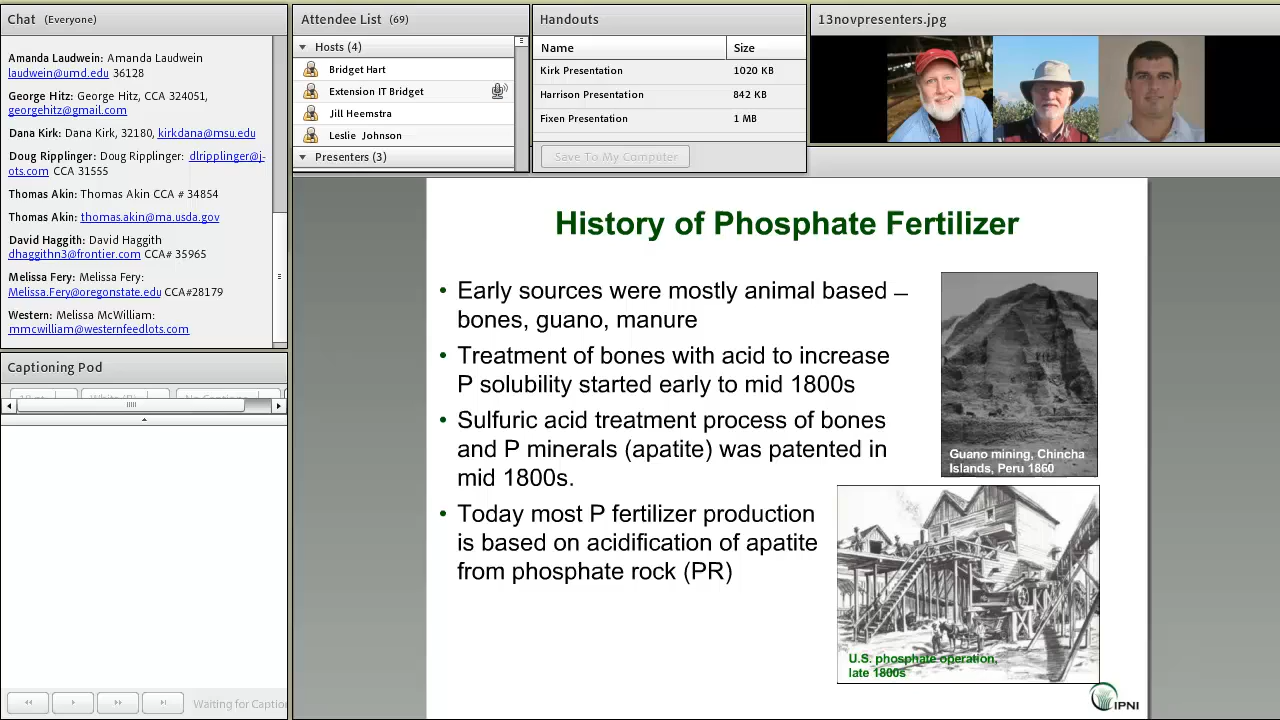 Chat (Everyone)
Amanda Laudwein: Amanda Laudwein
laudwein@umd.edu 36128
George Hitz: George Hitz, CCA 324051,
georgehitz@gmail.com
Dana Kirk: Dana Kirk, 32180, kirkdana@msu.edu
Doug Ripplinger: Doug Ripplinger: dlripplinger@j-
ots.com CCA 31555
Thomas Akin: Thomas Akin CCA # 34854
Thomas Akin: thomas.akin@ma.usda.gov
David Haggith: David Haggith
dhaggithn3@frontier.com CCA# 35965
Melissa Fery: Melissa Fery:
Melissa.Fery@oregonstate.edu CCA#28179
Western: Melissa McWilliam:
mmcwilliam@westernfeedlots.com
Captioning Pod
Waiting for Captio
Attendee List (69)
Hosts (4)
Bridget Hart
Extension IT Bridget
Jill Heemstra
Leslie Johnson
Presenters (3)
Handouts
Name Size
Kirk Presentation 1020 KB
Harrison Presentation 842 KB
Fixen Presentation 1 MB
Save To My Computer
13novpresenters.jpg
History of Phosphate Fertilizer
• Early sources were mostly animal based –
bones, guano, manure
• Treatment of bones with acid to increase
P solubility started early to mid 1800s
• Sulfuric acid treatment process of bones
and P minerals (apatite) was patented in
mid 1800s.
• Today most P fertilizer production
is based on acidification of apatite
from phosphate rock (PR)
Guano mining, Chincha
Islands, Peru 1860
U.S. phosphate operation,
late 1800s
IPNI